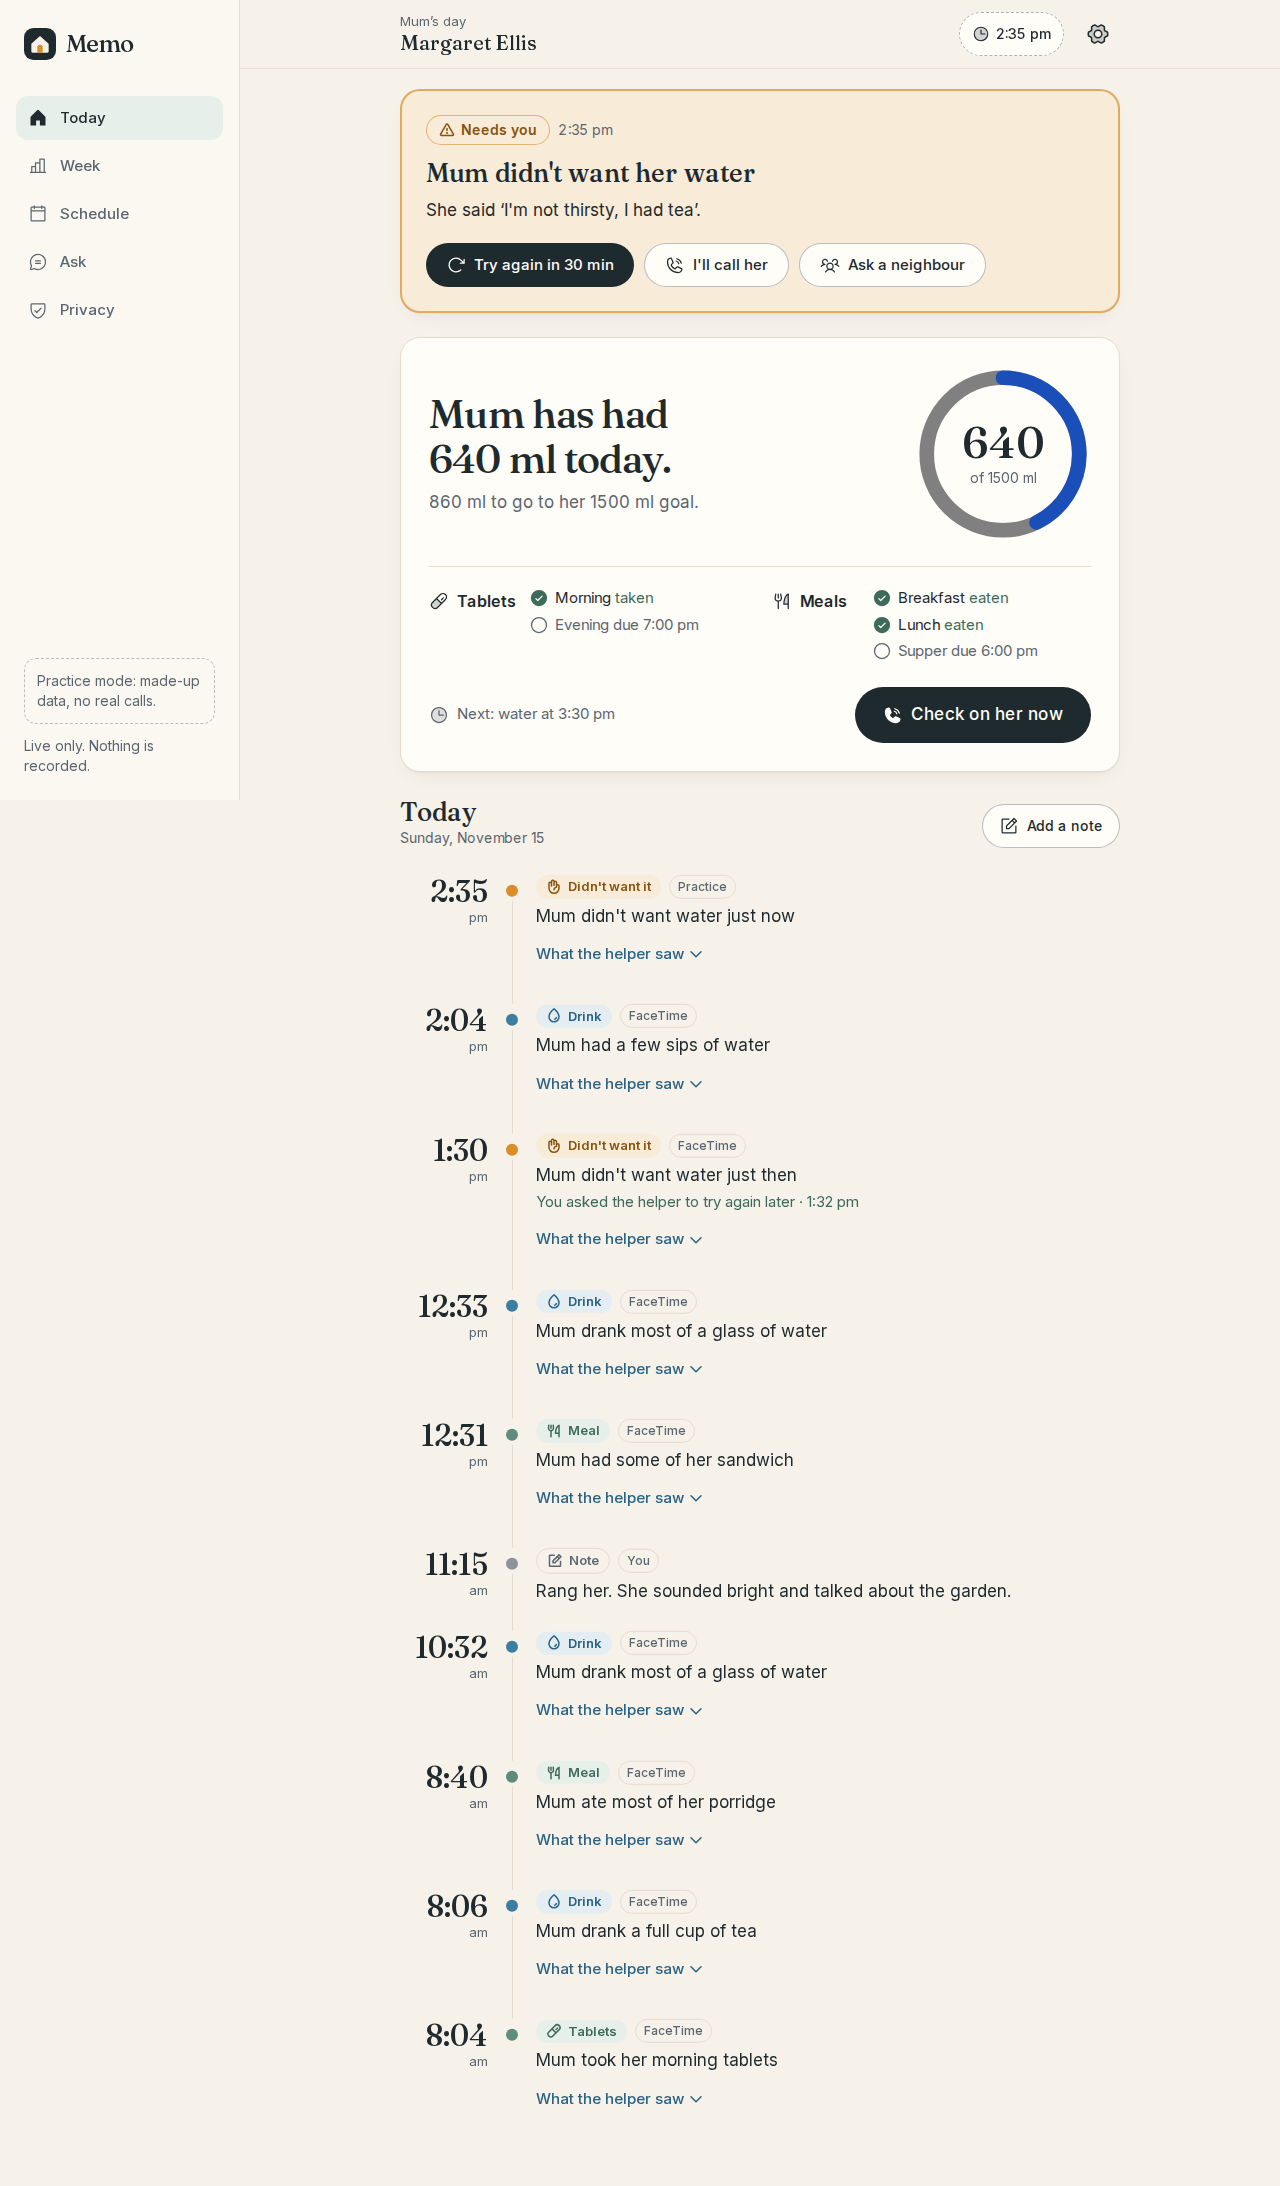 Memo
Today
Week
Schedule
Ask
Privacy
Practice mode: made-up
data, no real calls.
Live only. Nothing is
recorded.
Mum’s day
Margaret Ellis
2:35 pm
Needs you
2:35 pm
Mum didn't want her water
She said ‘I'm not thirsty, I had tea’.
Try again in 30 min
I'll call her
Ask a neighbour
Mum has had
640 ml today.
860 ml to go to her 1500 ml goal.
640
of 1500 ml
Tablets
Morning taken
Evening due 7:00 pm
Meals
Breakfast eaten
Lunch eaten
Supper due 6:00 pm
Next: water at 3:30 pm
Check on her now
Today
Sunday, November 15
Add a note
2:35
pm
Didn't want it
Practice
Mum didn't want water just now
What the helper saw
2:04
pm
Drink
FaceTime
Mum had a few sips of water
What the helper saw
1:30
pm
Didn't want it
FaceTime
Mum didn't want water just then
You asked the helper to try again later · 1:32 pm
What the helper saw
12:33
pm
Drink
FaceTime
Mum drank most of a glass of water
What the helper saw
12:31
pm
Meal
FaceTime
Mum had some of her sandwich
What the helper saw
11:15
am
Note
You
Rang her. She sounded bright and talked about the garden.
10:32
am
Drink
FaceTime
Mum drank most of a glass of water
What the helper saw
8:40
am
Meal
FaceTime
Mum ate most of her porridge
What the helper saw
8:06
am
Drink
FaceTime
Mum drank a full cup of tea
What the helper saw
8:04
am
Tablets
FaceTime
Mum took her morning tablets
What the helper saw